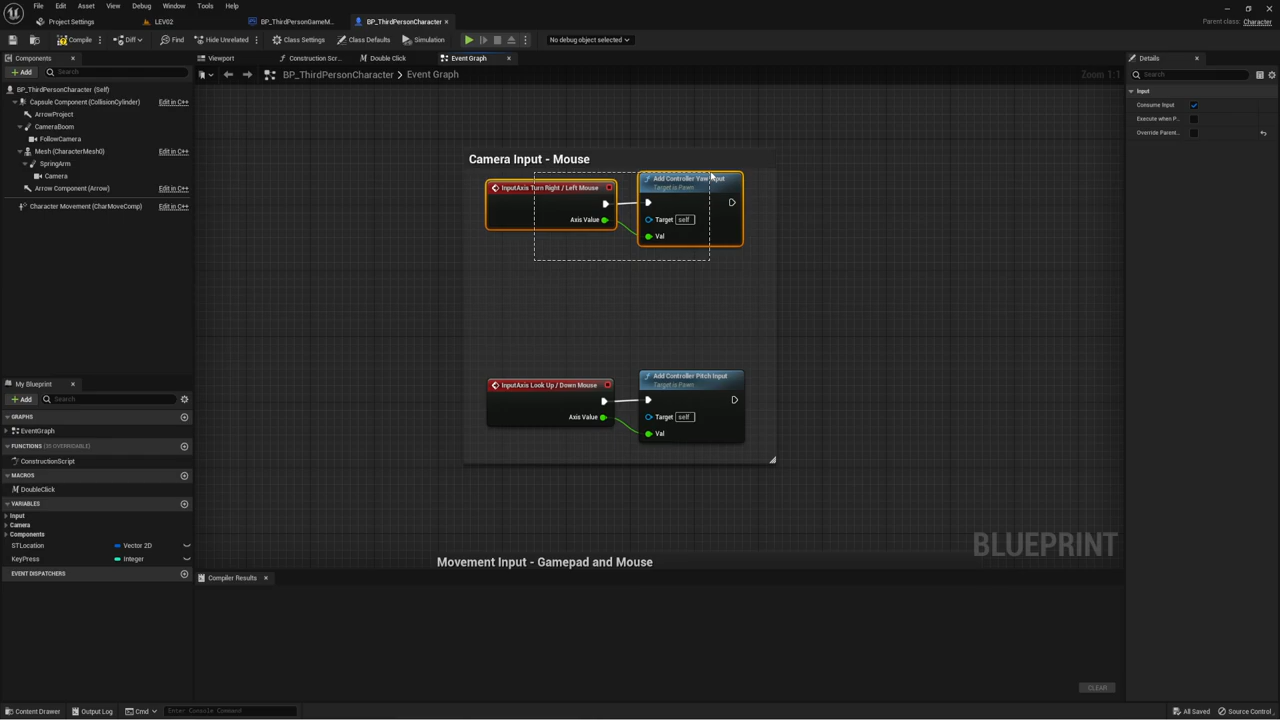 File Edit Asset View Debug Window Tools Help
Project Settings LEV02 BP_ThirdPersonGameM... BP_ThirdPersonCharacter Parent class: Character
Compile Diff Find Hide Unrelated Class Settings Class Defaults Simulation No debug object selected
Components Viewport Construction Scr... Double Click Event Graph Details
Add Search BP_ThirdPersonCharacter Event Graph Zoom 1:1 Search
BP_ThirdPersonCharacter (Self) Input
Capsule Component (CollisionCylinder) Edit in C++ Consume Input
ArrowProject Execute when P...
CameraBoom Override Parent...
FollowCamera
Mesh (CharacterMesh0) Edit in C++
SpringArm
Camera
Arrow Component (Arrow) Edit in C++
Character Movement (CharMoveComp) Edit in C++
Camera Input - Mouse
InputAxis Turn Right / Left Mouse
Axis Value
Add Controller Yaw Input
Target is Pawn
Target self
Val
InputAxis Look Up / Down Mouse
Axis Value
Add Controller Pitch Input
Target is Pawn
Target self
Val
BLUEPRINT
Movement Input - Gamepad and Mouse
My Blueprint
Add Search
GRAPHS
EventGraph
FUNCTIONS
ConstructionScript
MACROS
DoubleClick
VARIABLES
Input
Camera
Components
STLocation Vector 2D
KeyPress Integer
EVENT DISPATCHERS
Compiler Results
CLEAR
Content Drawer Output Log Cmd Enter Console Command All Saved Source Control